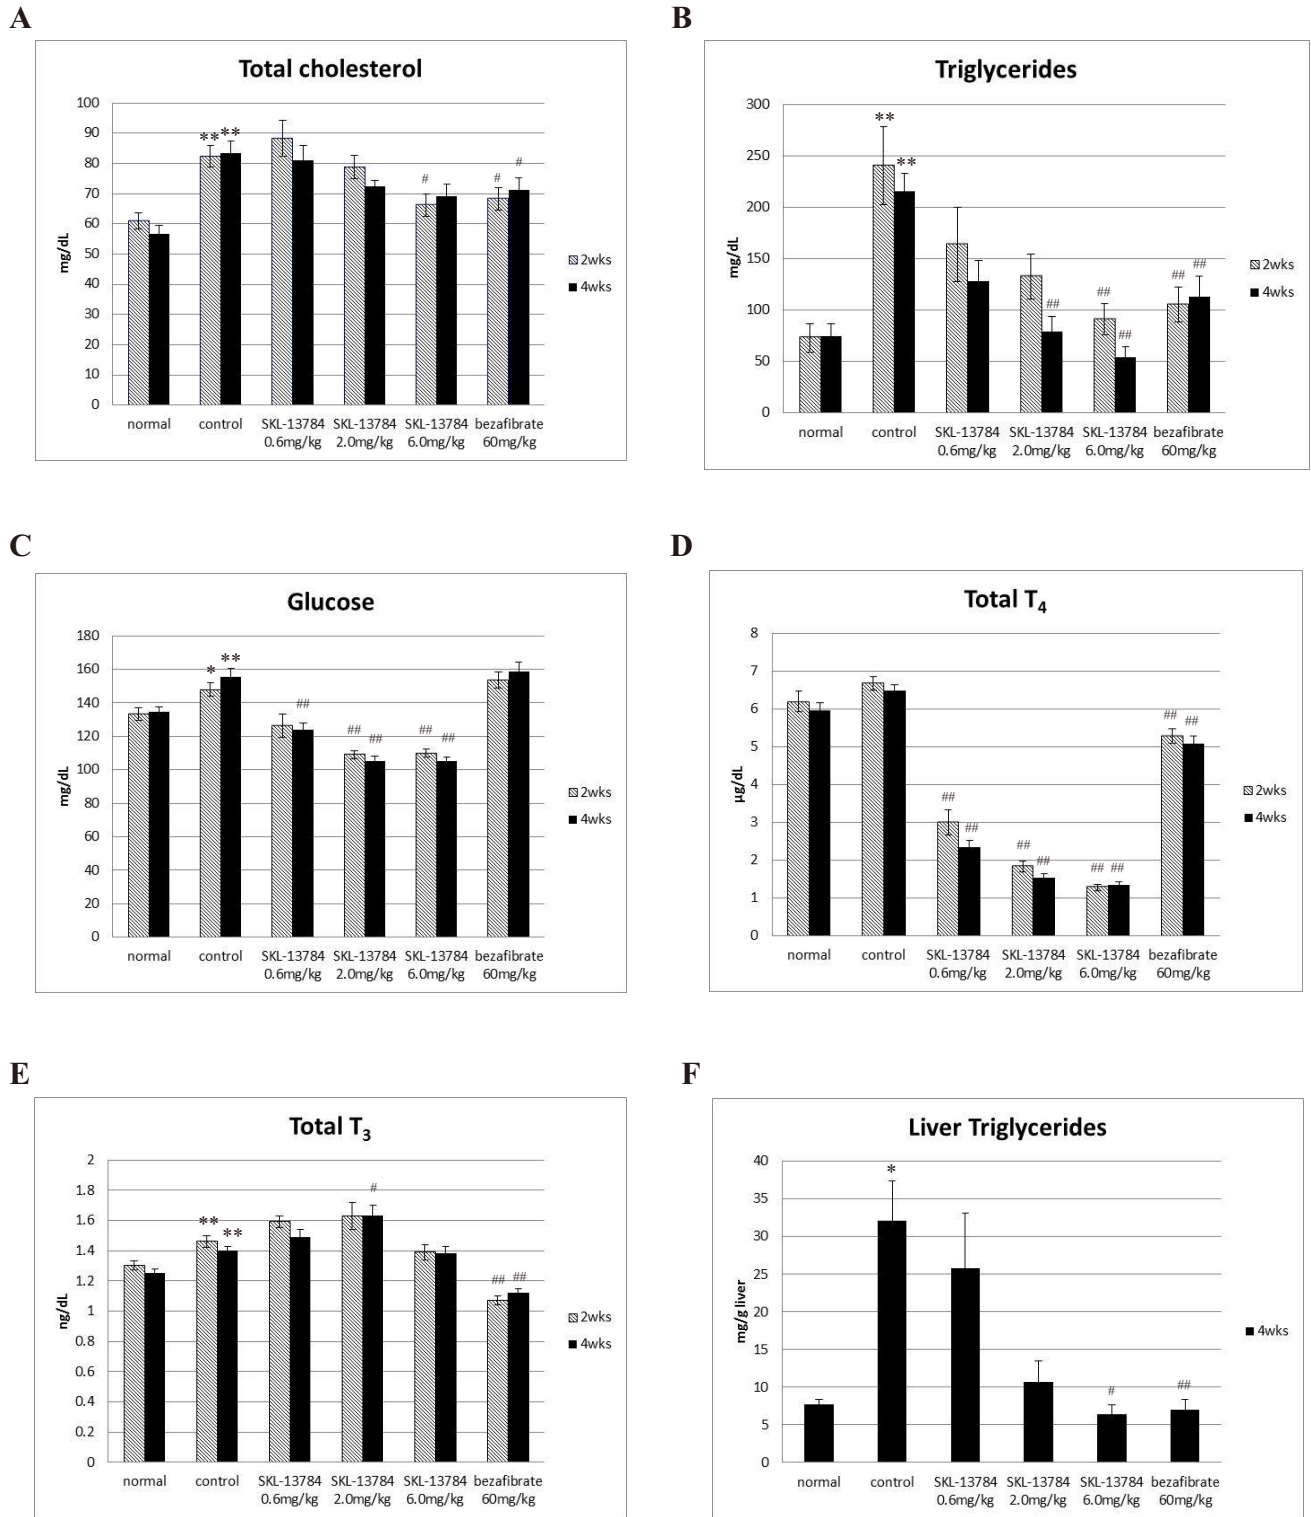 A
Total cholesterol
100
90
80
70
60
50
40
30
20
10
0
mg/dL
** **
#
# #
2wks
4wks
normal control SKL-13784 SKL-13784 SKL-13784 bezafibrate
0.6mg/kg 2.0mg/kg 6.0mg/kg 60mg/kg
B
Triglycerides
300
250
200
150
100
50
0
mg/dL
**
**
##
##
##
##
##
2wks
4wks
normal control SKL-13784 SKL-13784 SKL-13784 bezafibrate
0.6mg/kg 2.0mg/kg 6.0mg/kg 60mg/kg
C
Glucose
180
160
140
120
100
80
60
40
20
0
mg/dL
*
**
##
##
##
##
##
2wks
4wks
normal control SKL-13784 SKL-13784 SKL-13784 bezafibrate
0.6mg/kg 2.0mg/kg 6.0mg/kg 60mg/kg
D
Total T4
8
7
6
5
4
3
2
1
0
µg/dL
##
##
##
##
## ##
##
##
2wks
4wks
normal control SKL-13784 SKL-13784 SKL-13784 bezafibrate
0.6mg/kg 2.0mg/kg 6.0mg/kg 60mg/kg
E
Total T3
2
1.8
1.6
1.4
1.2
1
0.8
0.6
0.4
0.2
0
ng/dL
**
**
#
##
##
2wks
4wks
normal control SKL-13784 SKL-13784 SKL-13784 bezafibrate
0.6mg/kg 2.0mg/kg 6.0mg/kg 60mg/kg
F
Liver Triglycerides
40
35
30
25
20
15
10
5
0
mg/g liver
*
#
##
4wks
normal control SKL-13784 SKL-13784 SKL-13784 bezafibrate
0.6mg/kg 2.0mg/kg 6.0mg/kg 60mg/kg